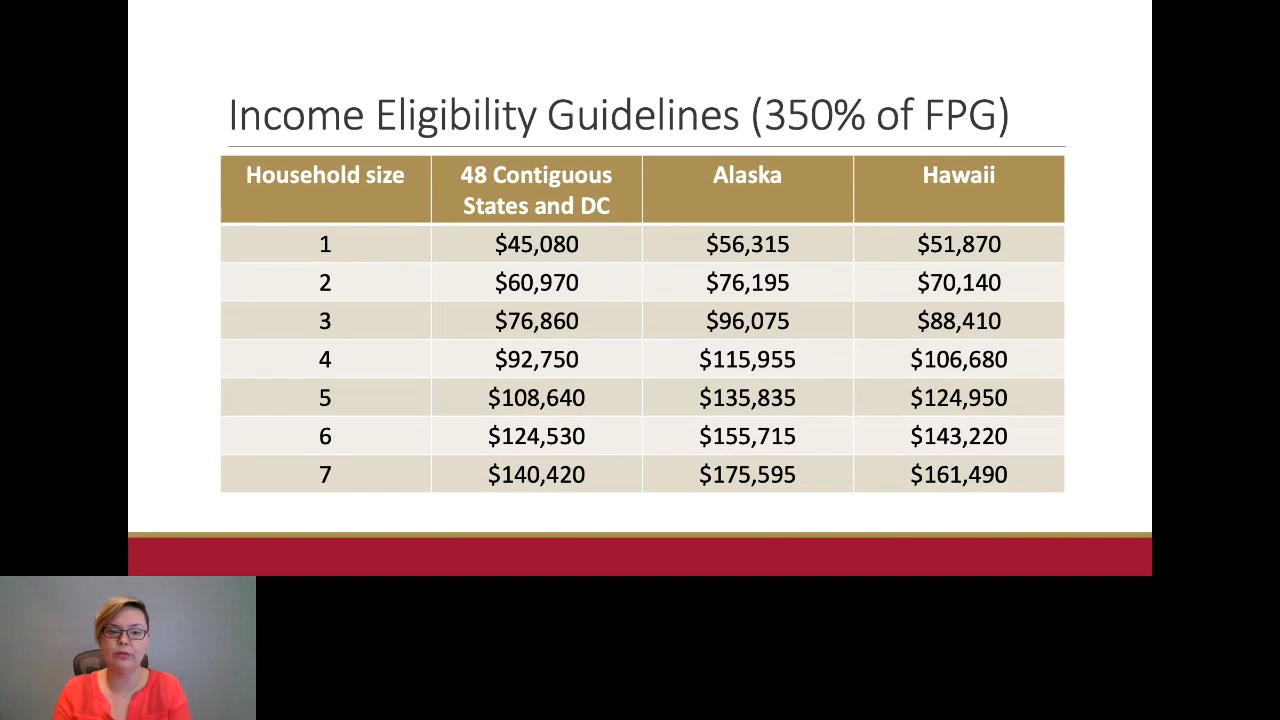 Income Eligibility Guidelines (350% of FPG)
Household size 48 Contiguous States and DC Alaska Hawaii
1 $45,080 $56,315 $51,870
2 $60,970 $76,195 $70,140
3 $76,860 $96,075 $88,410
4 $92,750 $115,955 $106,680
5 $108,640 $135,835 $124,950
6 $124,530 $155,715 $143,220
7 $140,420 $175,595 $161,490